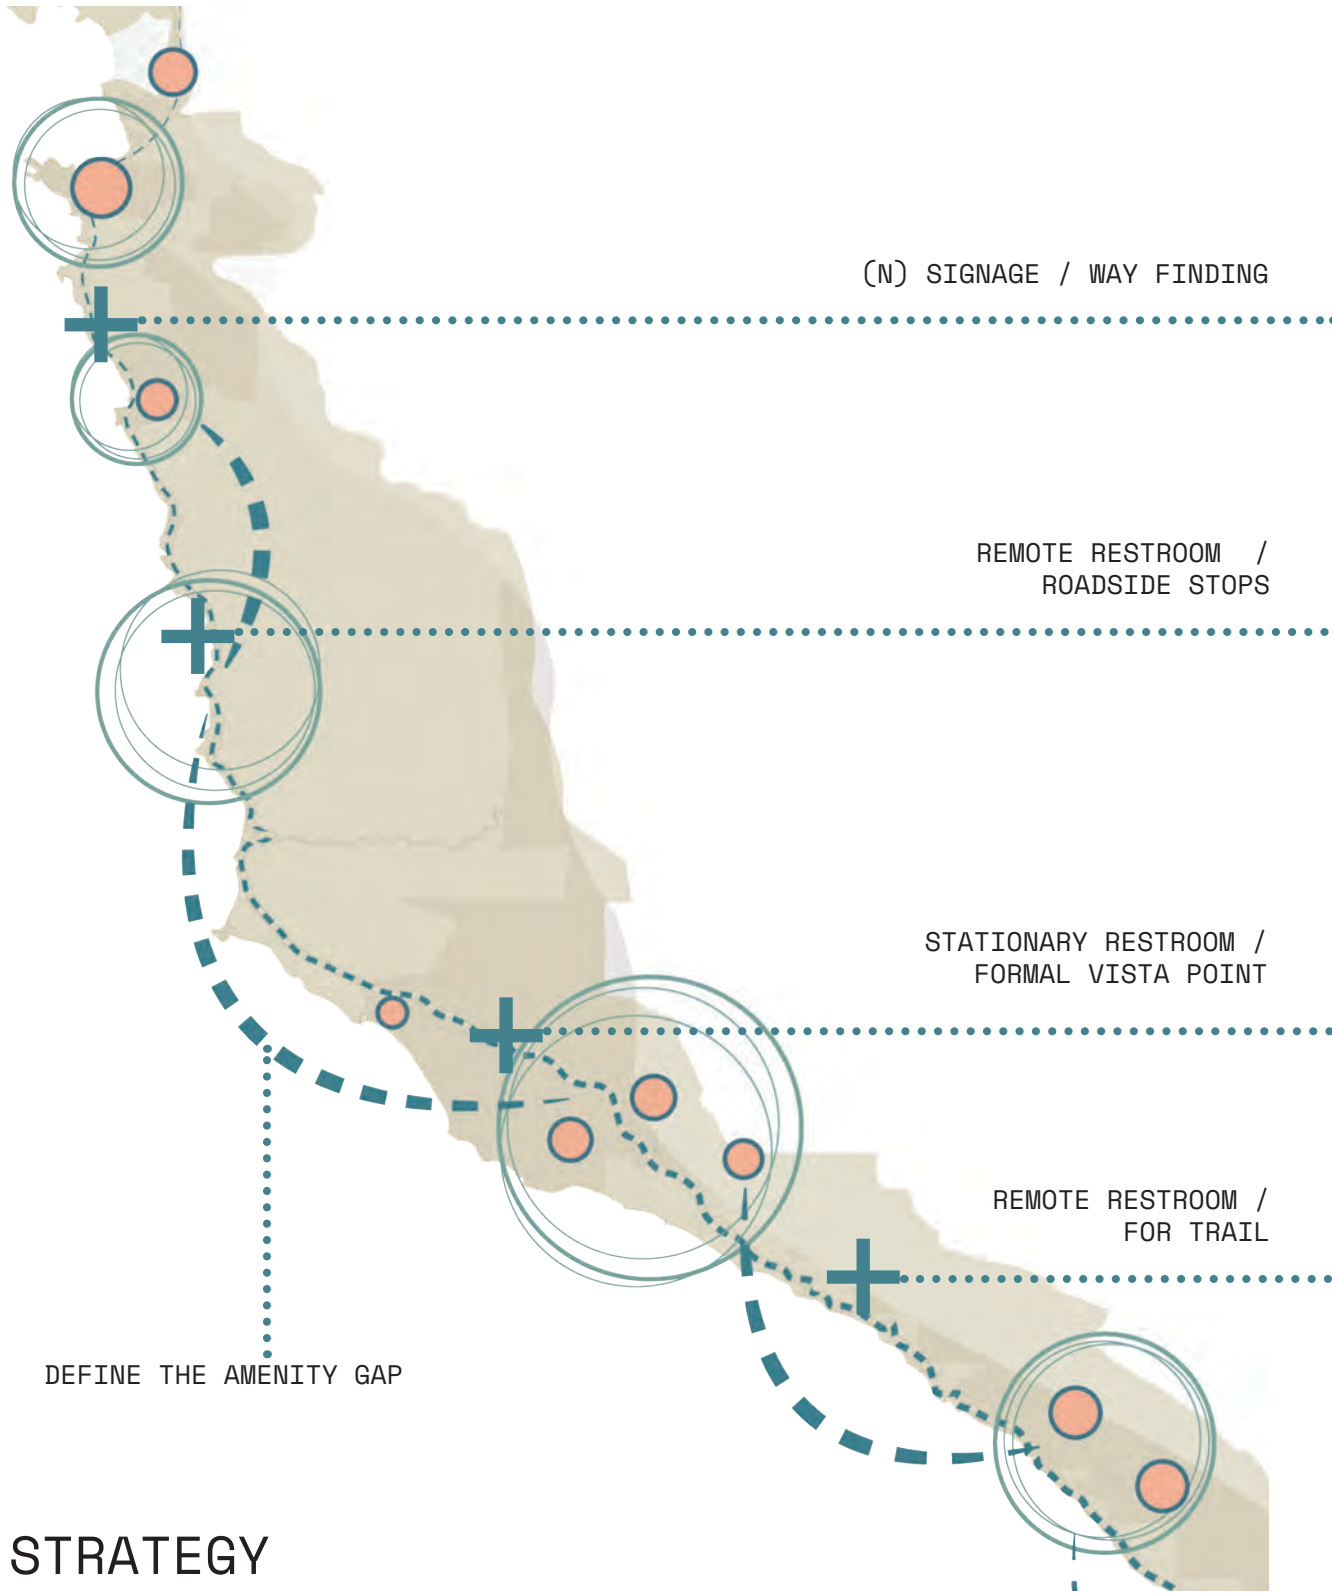 (N) SIGNAGE / WAY FINDING
REMOTE RESTROOM /
ROADSIDE STOPS
STATIONARY RESTROOM /
FORMAL VISTA POINT
REMOTE RESTROOM /
FOR TRAIL
DEFINE THE AMENITY GAP
STRATEGY